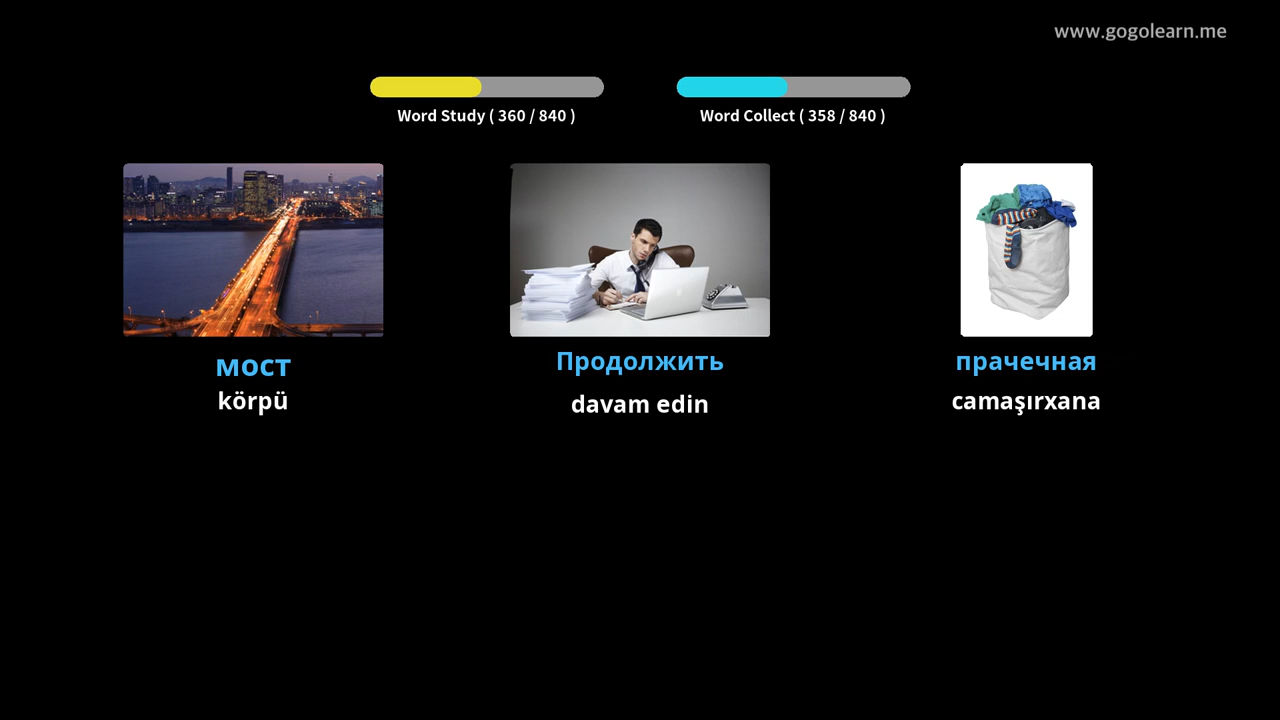 www.gogolearn.me
Word Study ( 360 / 840 )
Word Collect ( 358 / 840 )
мост
körpü
Продолжить
davam edin
прачечная
camaşırxana